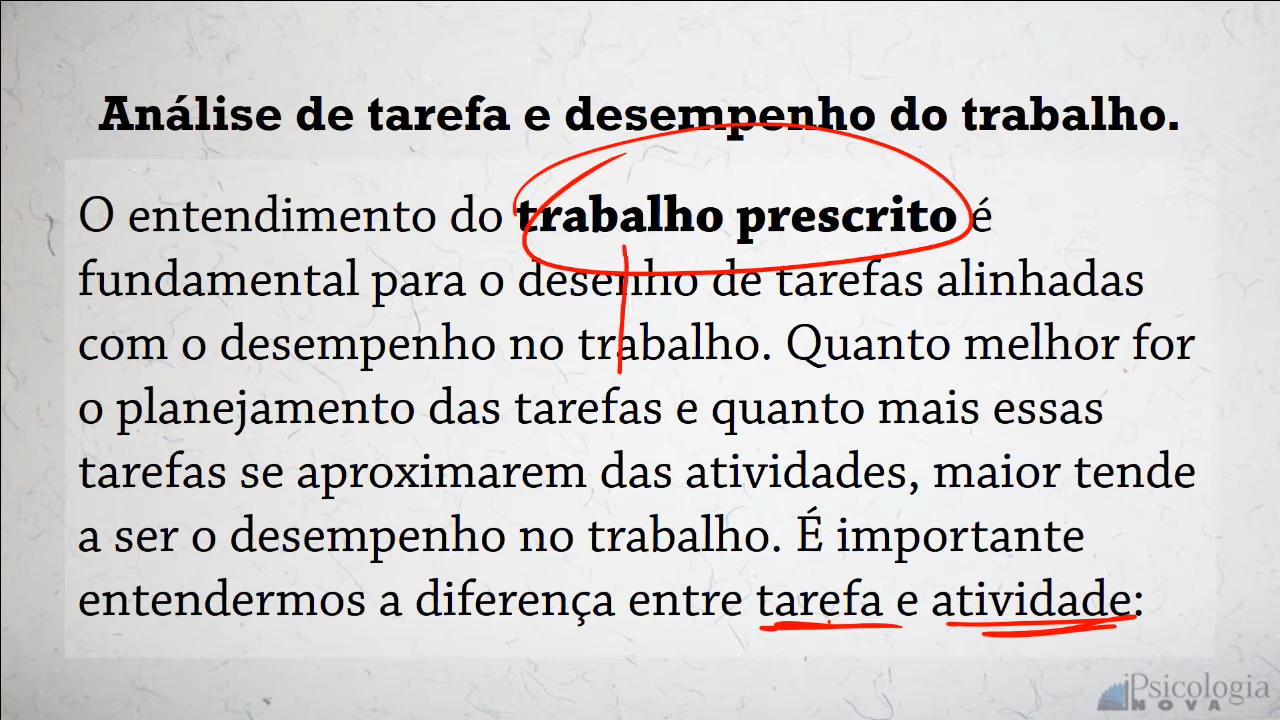 Análise de tarefa e desempenho do trabalho.
O entendimento do trabalho prescrito é
fundamental para o desenho de tarefas alinhadas
com o desempenho no trabalho. Quanto melhor for
o planejamento das tarefas e quanto mais essas
tarefas se aproximarem das atividades, maior tende
a ser o desempenho no trabalho. É importante
entendermos a diferença entre tarefa e atividade:
Psicologia
NOVA